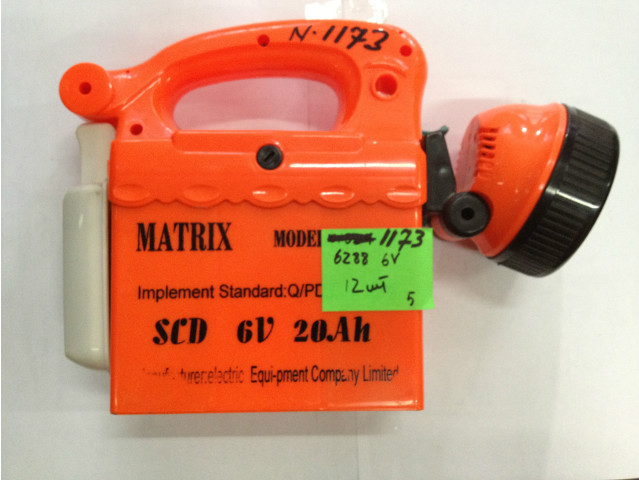 N-1173
MATRIX MODEL 1173
6288 6V
12 шт
5
Implement Standard:Q/PD
SCD 6V 20Ah
Equi-pment Company Limited